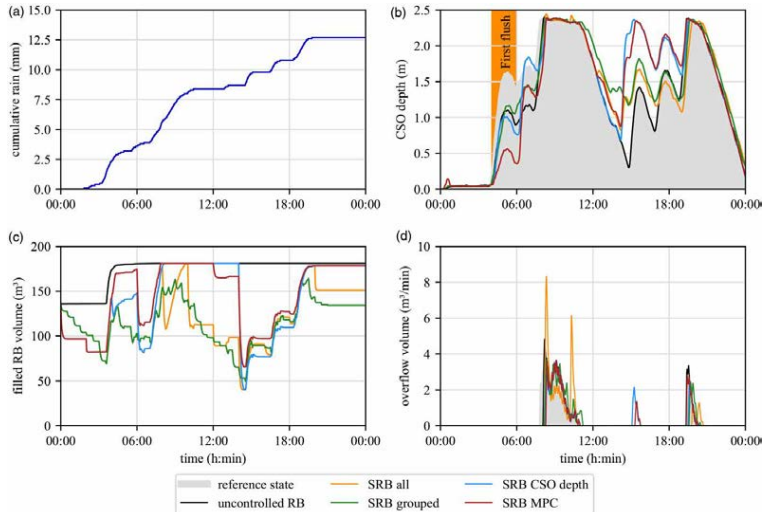 (a)
cumulative rain (mm)
15.0
12.5
10.0
7.5
5.0
2.5
0.0
00:00 06:00 12:00 18:00 00:00
(b)
CSO depth (m)
2.5
2.0
1.5
1.0
0.5
0.0
First flush
00:00 06:00 12:00 18:00 00:00
(c)
filled RB volume (m³)
200
150
100
50
0
00:00 06:00 12:00 18:00 00:00
time (h:min)
(d)
overflow volume (m³/min)
10
8
6
4
2
0
00:00 06:00 12:00 18:00 00:00
time (h:min)
reference state SRB all SRB CSO depth
uncontrolled RB SRB grouped SRB MPC